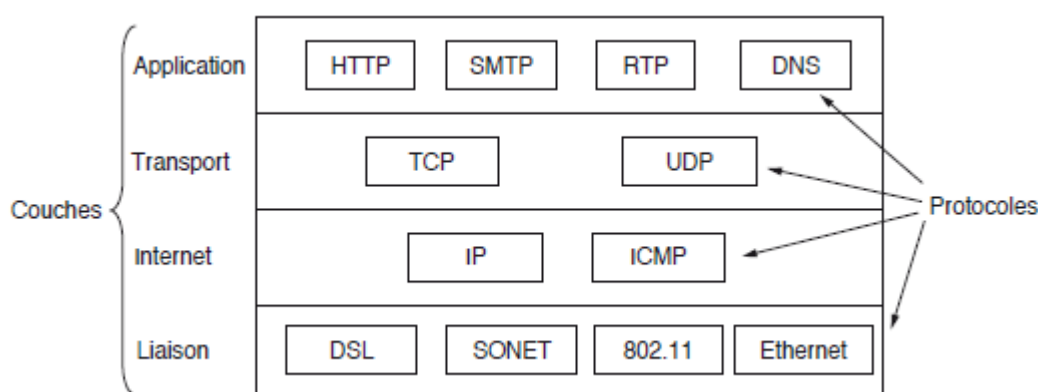 Application
HTTP SMTP RTP DNS
Transport
TCP UDP
Couches
Protocoles
Internet
IP ICMP
Liaison
DSL SONET 802.11 Ethernet